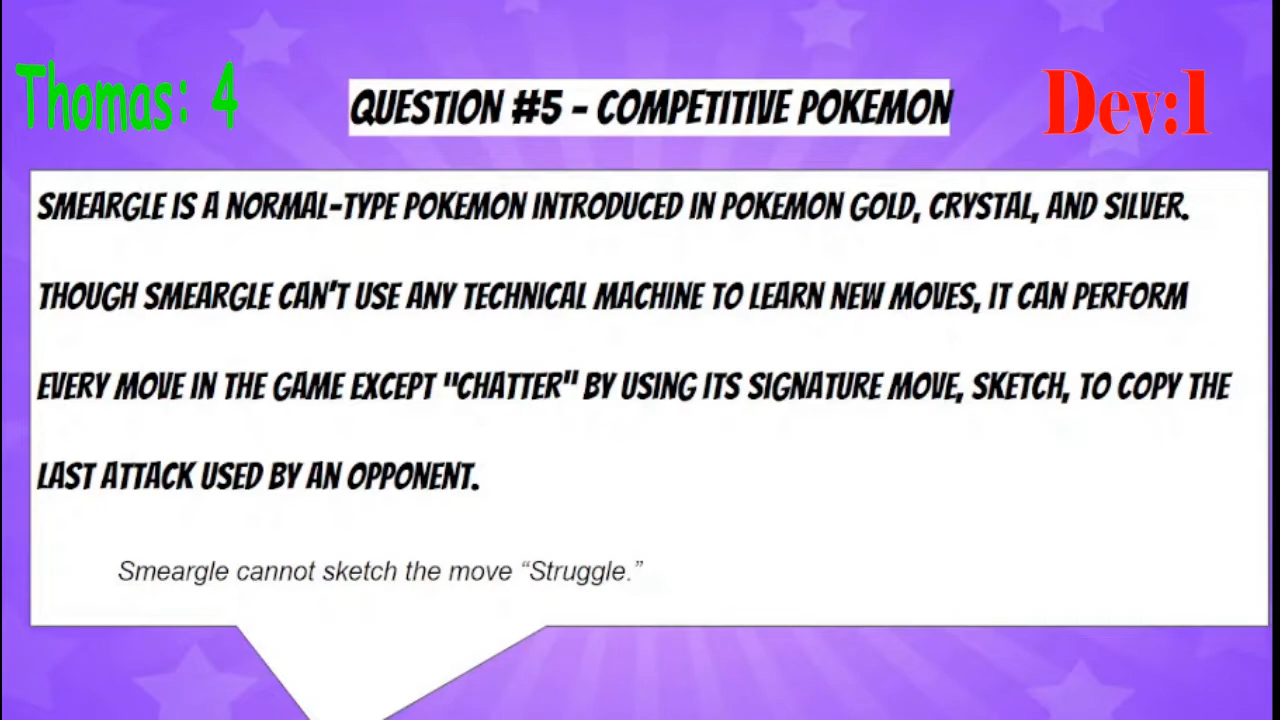 Thomas: 4
QUESTION #5 - COMPETITIVE POKEMON
Dev:1
SMEARGLE IS A NORMAL-TYPE POKEMON INTRODUCED IN POKEMON GOLD, CRYSTAL, AND SILVER.
THOUGH SMEARGLE CAN'T USE ANY TECHNICAL MACHINE TO LEARN NEW MOVES, IT CAN PERFORM
EVERY MOVE IN THE GAME EXCEPT "CHATTER" BY USING ITS SIGNATURE MOVE, SKETCH, TO COPY THE
LAST ATTACK USED BY AN OPPONENT.
Smeargle cannot sketch the move “Struggle.”